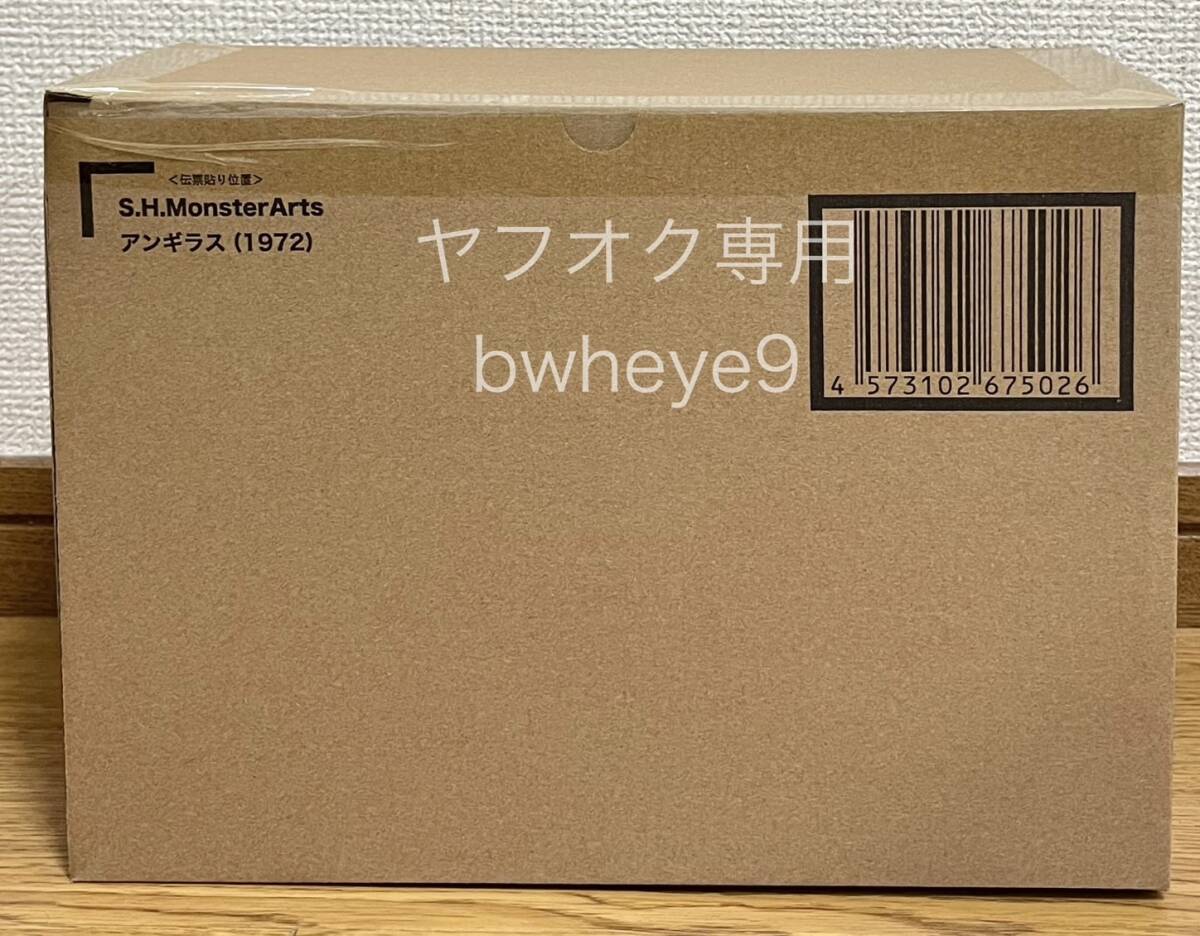 ＜伝票貼り位置＞
S.H.MonsterArts
アンギラス (1972)
ヤフオク専用
bwheye9
4 573102 675026